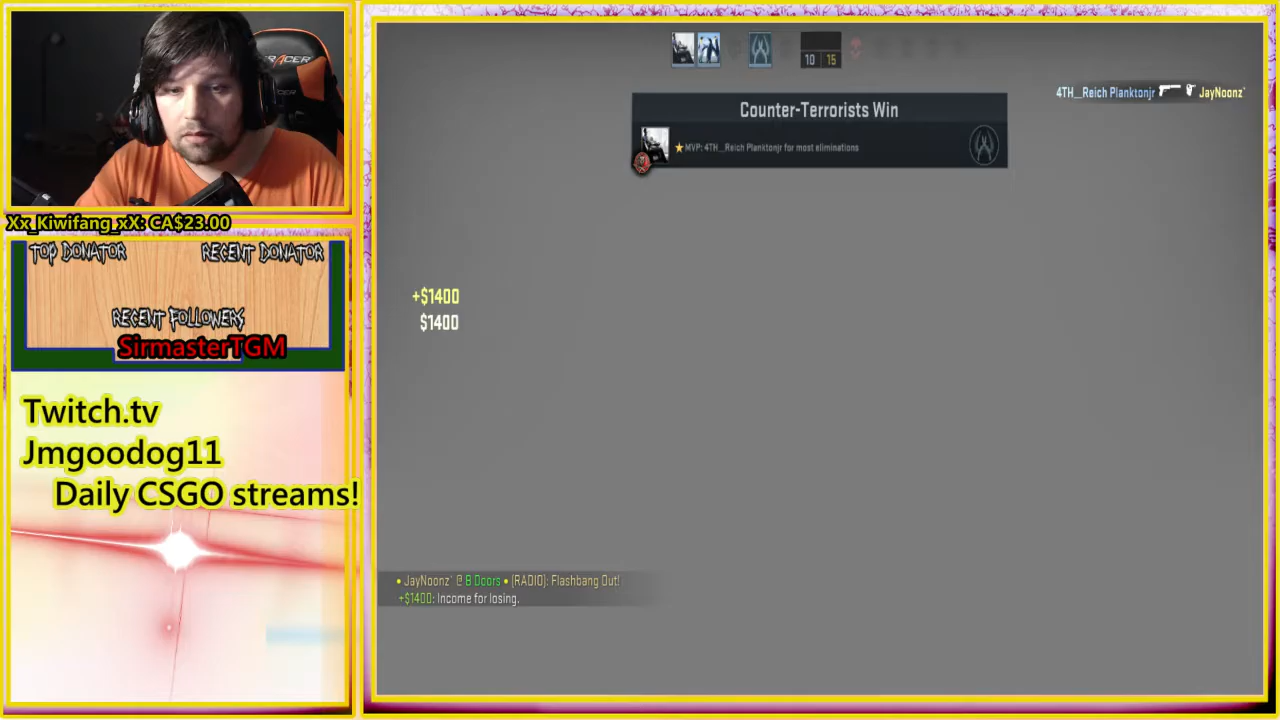 10 15
Counter-Terrorists Win
MVP: 4TH__Reich Planktonjr for most eliminations
4TH__Reich Planktonjr JayNoonz`
Xx_Kiwifang_xX: CA$23.00
TOP DONATOR RECENT DONATOR
RECENT FOLLOWERS
SirmasterTGM
+$1400
$1400
Twitch.tv
Jmgoodog11
Daily CSGO streams!
• JayNoonz` @ B Doors • (RADIO): Flashbang Out!
+$1400: Income for losing.